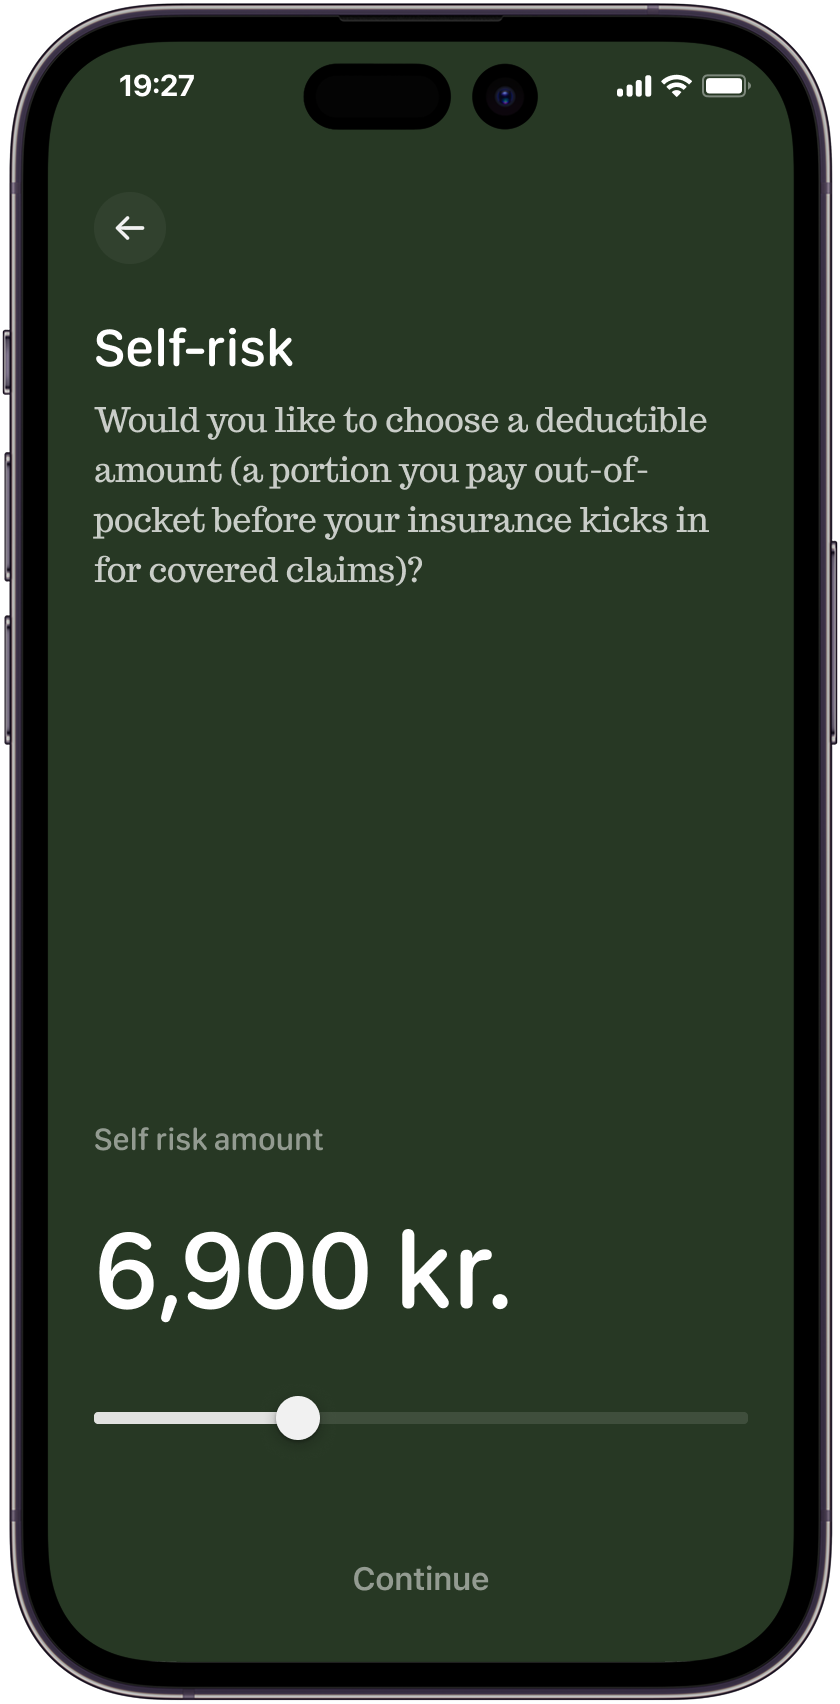 19:27
Self-risk
Would you like to choose a deductible
amount (a portion you pay out-of-
pocket before your insurance kicks in
for covered claims)?
Self risk amount
6,900 kr.
Continue